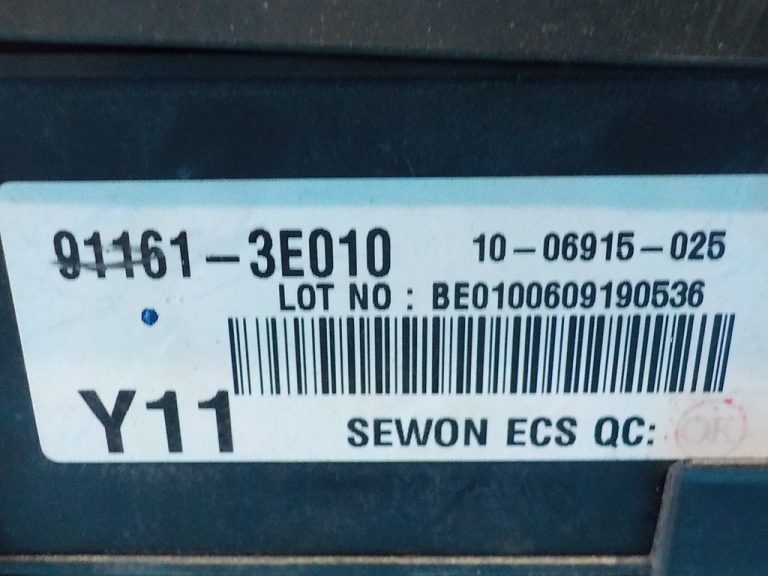 91161-3E010 10-06915-025
LOT NO : BE0100609190536
Y11 SEWON ECS QC: OK